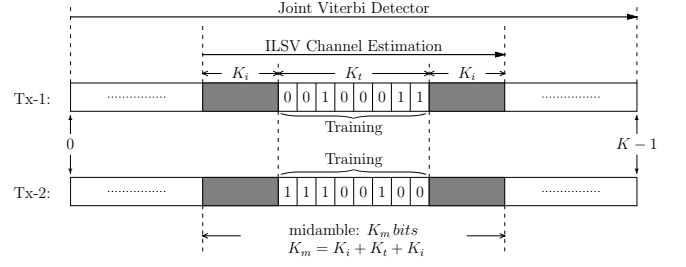 Joint Viterbi Detector
ILSV Channel Estimation
K_i K_t K_i
Tx-1: ................ 0 0 1 0 0 0 1 1 ................
Training
0 K − 1
Training
Tx-2: ................ 1 1 1 0 0 1 0 0 ................
midamble: K_m bits
K_m = K_i + K_t + K_i